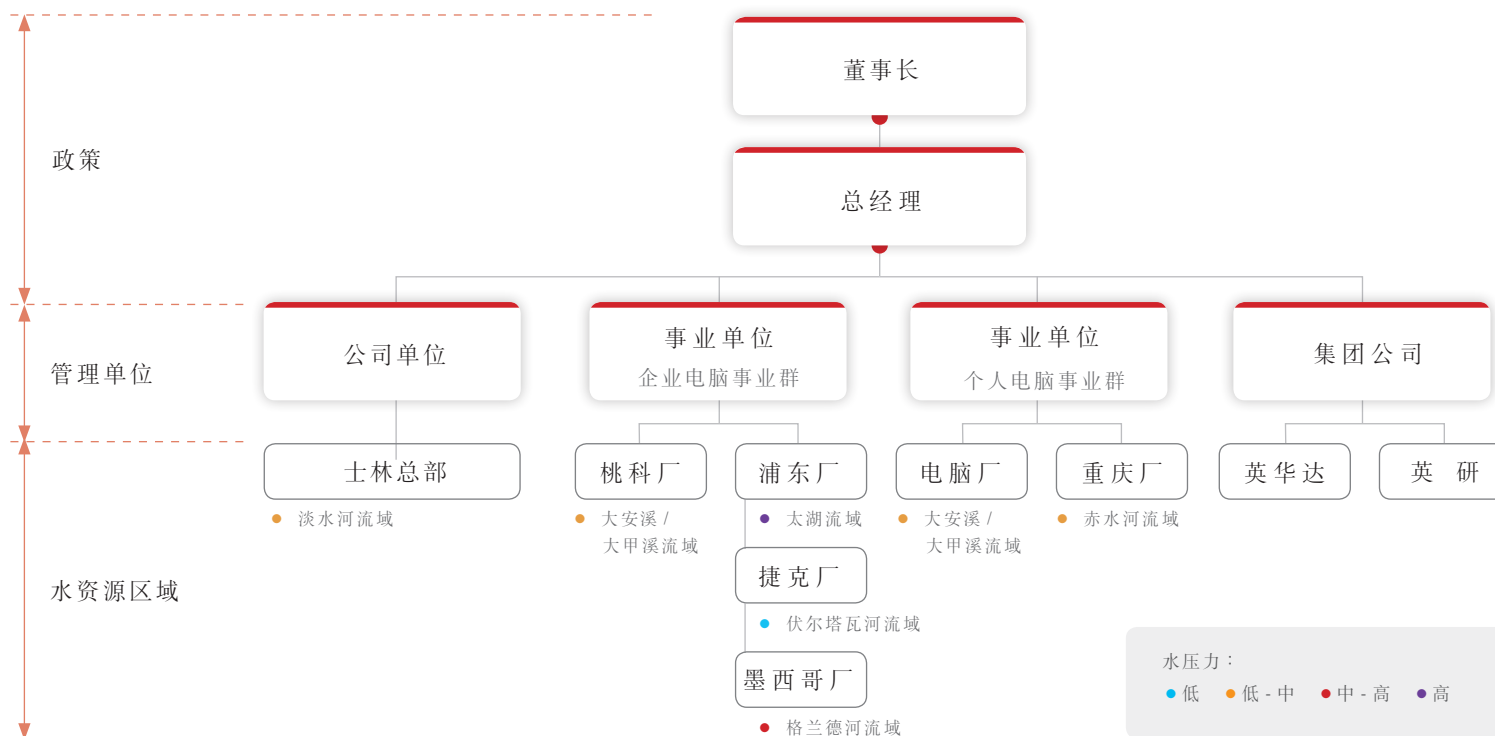 董事长
政策
总经理
管理单位
公司单位
事业单位
企业电脑事业群
事业单位
个人电脑事业群
集团公司
水资源区域
士林总部
淡水河流域
桃科厂
大安溪 /
大甲溪流域
浦东厂
太湖流域
捷克厂
伏尔塔瓦河流域
墨西哥厂
格兰德河流域
电脑厂
大安溪 /
大甲溪流域
重庆厂
赤水河流域
英华达
英 研
水压力：
低 低 - 中 中 - 高 高